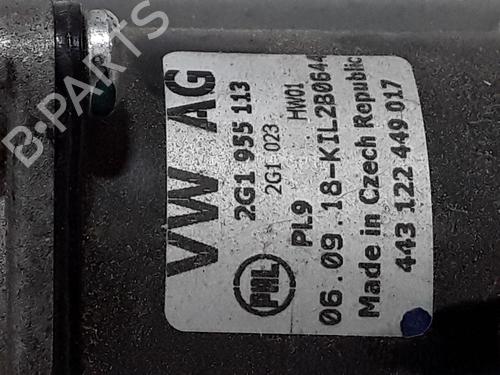 VW AG
2G1 955 113
2G1 023 HW01
PHL PL9
06.09.18-KIL280644
Made in Czech Republic
443 122 449 017
B-PARTS